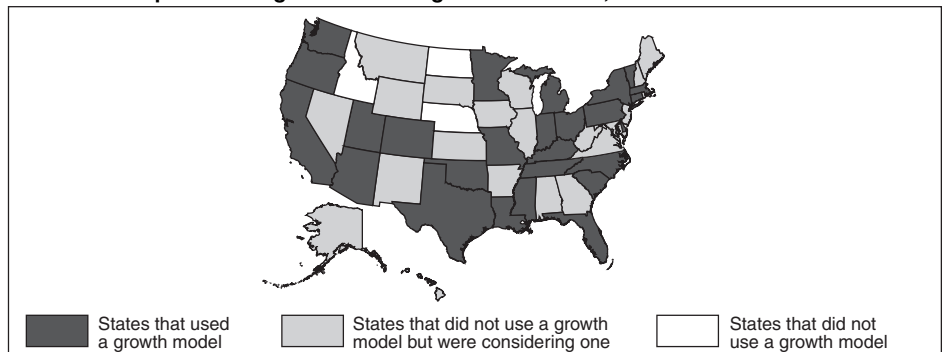 States that used
a growth model
States that did not use a growth
model but were considering one
States that did not
use a growth model